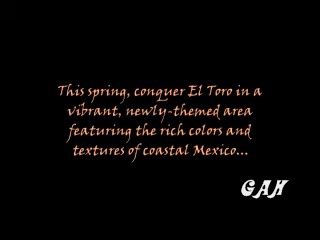 This spring, conquer El Toro in a
vibrant, newly-themed area
featuring the rich colors and
textures of coastal Mexico...
GAH